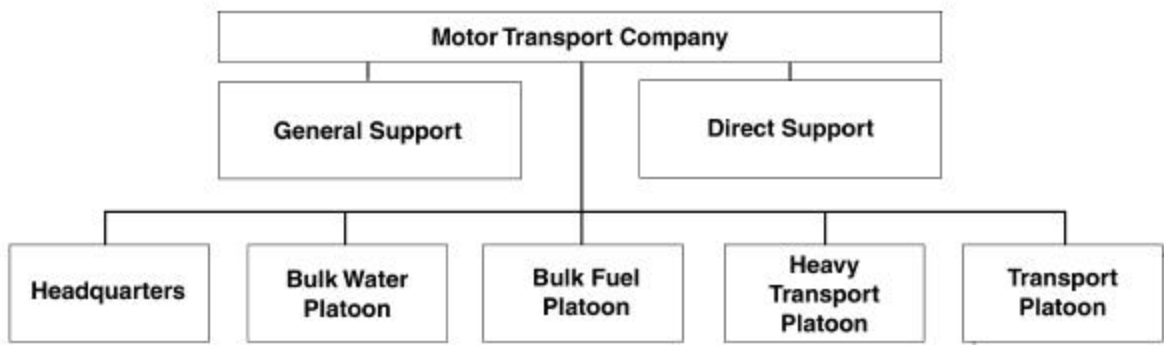 Motor Transport Company
General Support
Direct Support
Headquarters
Bulk Water
Platoon
Bulk Fuel
Platoon
Heavy
Transport
Platoon
Transport
Platoon